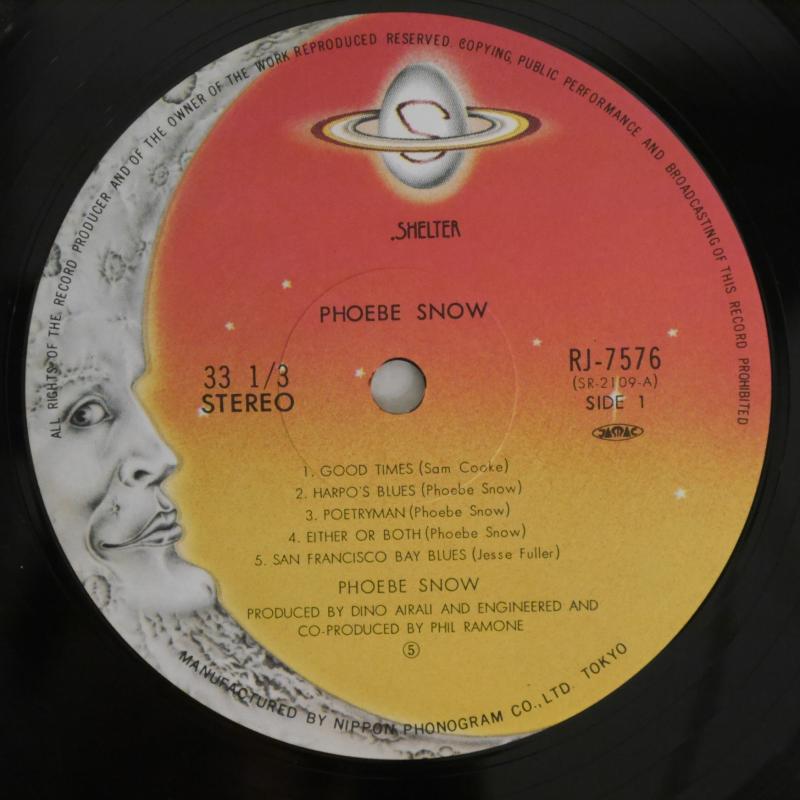 ALL RIGHTS OF THE RECORD PRODUCER AND OF THE OWNER OF THE WORK REPRODUCED RESERVED. COPYING, PUBLIC PERFORMANCE AND BROADCASTING OF THIS RECORD PROHIBITED
S
.SHELTER
PHOEBE SNOW
33 1/3
STEREO
RJ-7576
(SR-2109-A)
SIDE 1
JASRAC
1. GOOD TIMES (Sam Cooke)
2. HARPO'S BLUES (Phoebe Snow)
3. POETRYMAN (Phoebe Snow)
4. EITHER OR BOTH (Phoebe Snow)
5. SAN FRANCISCO BAY BLUES (Jesse Fuller)
PHOEBE SNOW
PRODUCED BY DINO AIRALI AND ENGINEERED AND
CO-PRODUCED BY PHIL RAMONE
⑤
MANUFACTURED BY NIPPON PHONOGRAM CO., LTD. TOKYO